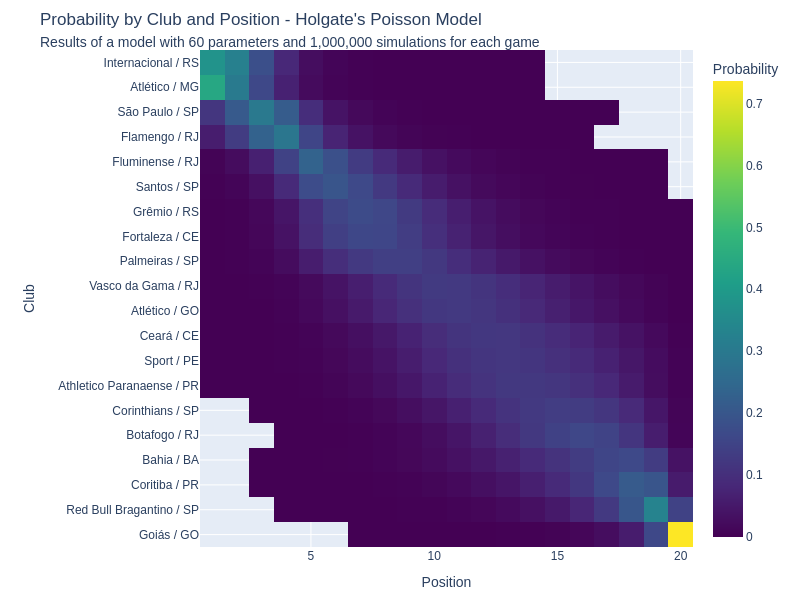 Probability by Club and Position - Holgate's Poisson Model
Results of a model with 60 parameters and 1,000,000 simulations for each game
Probability
Club
Internacional / RS
Atlético / MG
São Paulo / SP
Flamengo / RJ
Fluminense / RJ
Santos / SP
Grêmio / RS
Fortaleza / CE
Palmeiras / SP
Vasco da Gama / RJ
Atlético / GO
Ceará / CE
Sport / PE
Athletico Paranaense / PR
Corinthians / SP
Botafogo / RJ
Bahia / BA
Coritiba / PR
Red Bull Bragantino / SP
Goiás / GO
5
10
15
20
Position
0.7
0.6
0.5
0.4
0.3
0.2
0.1
0